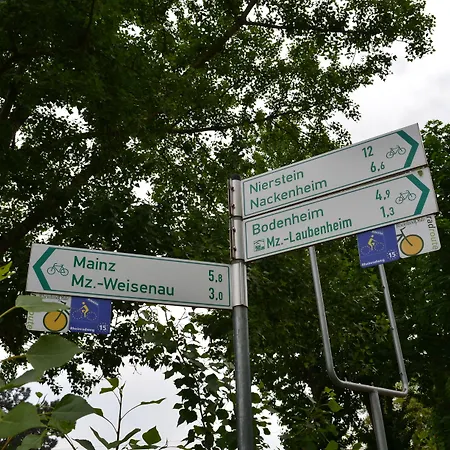 Nierstein 12
Nackenheim 6.6
Bodenheim 4.9
Mz.-Laubenheim 1.3
15
Mainz 5.8
Mz.-Weisenau 3.0
15